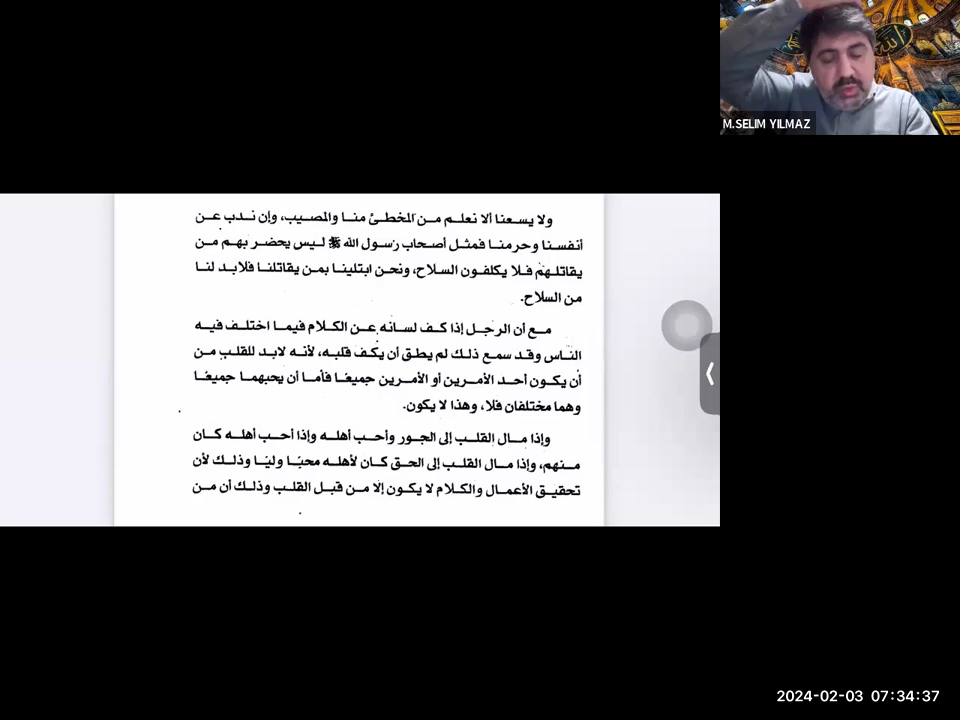 M.SELIM YILMAZ
ولا يسعنا ألا نعلم من المخطئ منا والمصيب، وإن ندب عن
أنفسنا وحرمنا فمثل أصحاب رسول الله ﷺ ليس يحضر بهم من
يقاتلهم فلا يكلفون السلاح، ونحن ابتلينا بمن يقاتلنا فلابد لنا
من السلاح.
مع أن الرجل إذا كف لسانه عن الكلام فيما اختلف فيه
الناس وقد سمع ذلك لم يطق أن يكف قلبه، لأنه لابد للقلب من
أن يكون أحد الأمرين أو الأمرين جميعًا فأما أن يحبهما جميعًا
وهما مختلفان فلا، وهذا لا يكون.
وإذا مال القلب إلى الجور وأحب أهله وإذا أحب أهله كان
منهم، وإذا مال القلب إلى الحق كان لأهله محبًا وليًا وذلك لأن
تحقيق الأعمال والكلام لا يكون إلا من قبل القلب وذلك أن من
2024-02-03 07:34:37